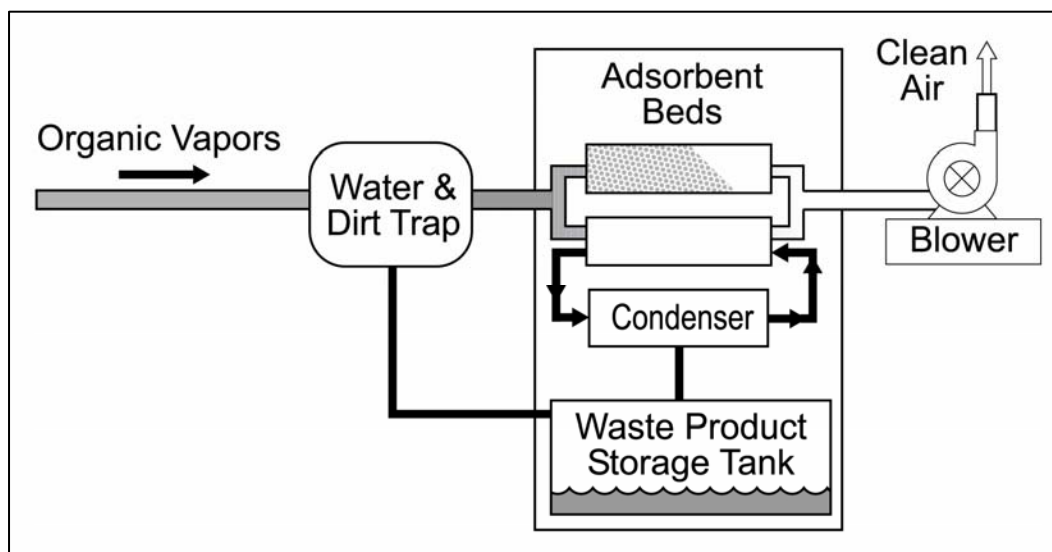 Organic Vapors
Water &
Dirt Trap
Adsorbent
Beds
Condenser
Waste Product
Storage Tank
Clean
Air
Blower